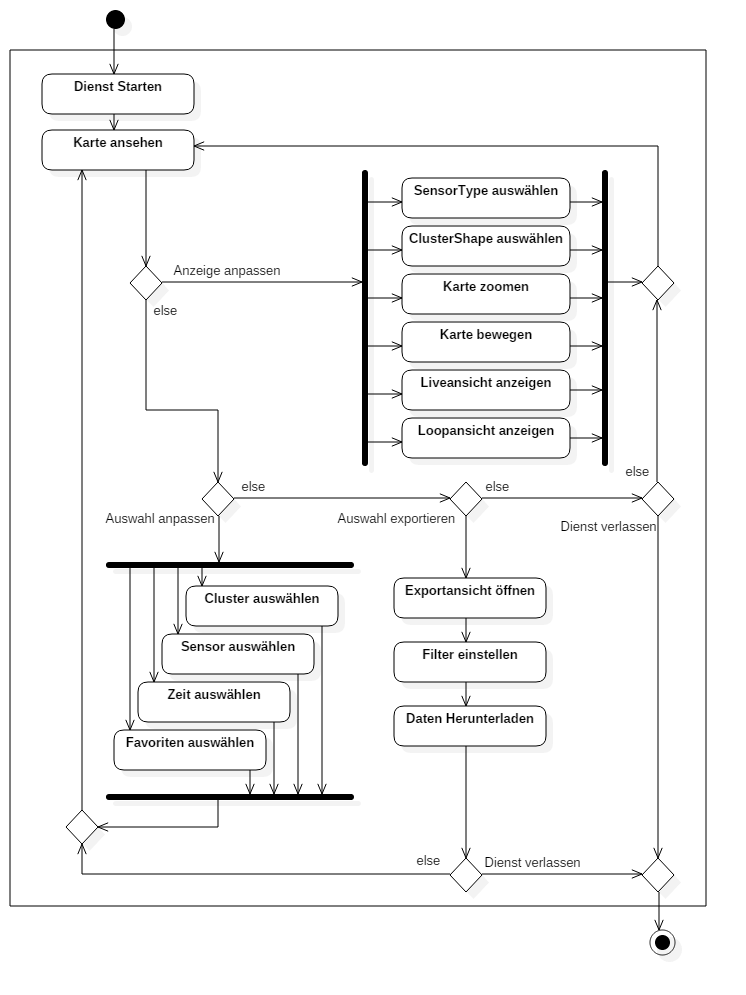 Dienst Starten
Karte ansehen
SensorType auswählen
ClusterShape auswählen
Anzeige anpassen
Karte zoomen
else
Karte bewegen
Liveansicht anzeigen
Loopansicht anzeigen
else
else
else
Auswahl anpassen
Auswahl exportieren
Dienst verlassen
Cluster auswählen
Exportansicht öffnen
Sensor auswählen
Filter einstellen
Zeit auswählen
Daten Herunterladen
Favoriten auswählen
else
Dienst verlassen